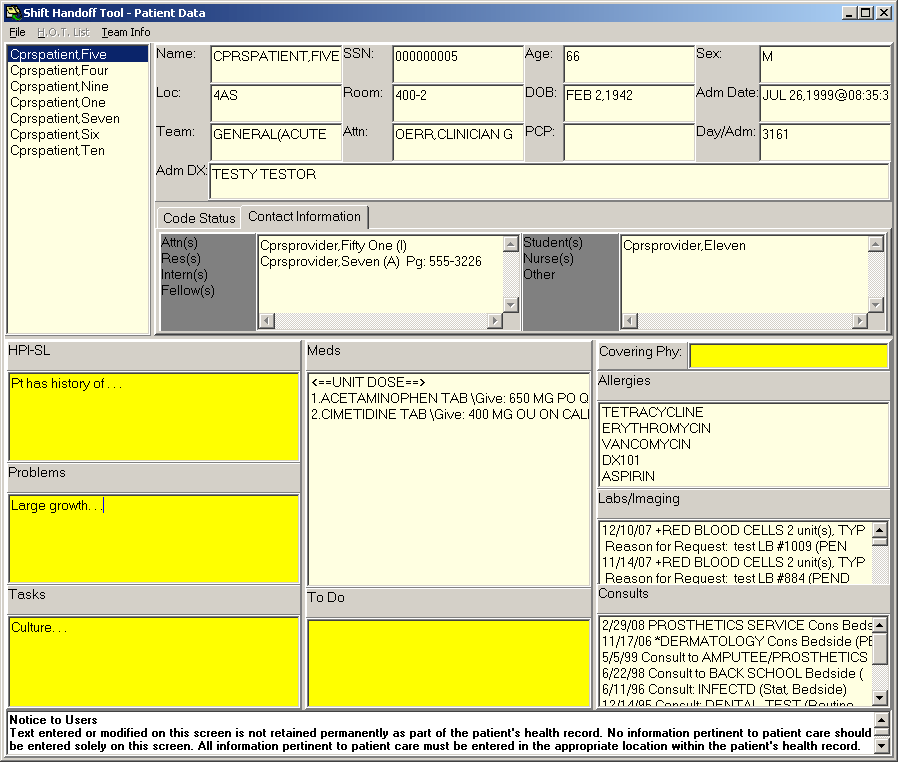 Shift Handoff Tool - Patient Data
File H.O.T. List Team Info
Cprspatient,Five
Cprspatient,Four
Cprspatient,Nine
Cprspatient,One
Cprspatient,Seven
Cprspatient,Six
Cprspatient,Ten
Name: CPRSPATIENT,FIVE SSN: 000000005 Age: 66 Sex: M
Loc: 4AS Room: 400-2 DOB: FEB 2,1942 Adm Date: JUL 26,1999@08:35:3
Team: GENERAL(ACUTE Attn: OERR,CLINICIAN G PCP: Day/Adm: 3161
Adm DX: TESTY TESTOR
Code Status Contact Information
Attn(s)
Res(s)
Intern(s)
Fellow(s)
Cprsprovider,Fifty One (I)
Cprsprovider,Seven (A) Pg: 555-3226
Student(s)
Nurse(s)
Other
Cprsprovider,Eleven
HPI-SL
Pt has history of . . .
Problems
Large growth. . .
Tasks
Culture. . .
Meds
<==UNIT DOSE==>
1.ACETAMINOPHEN TAB \Give: 650 MG PO Q
2.CIMETIDINE TAB \Give: 400 MG OU ON CALI
To Do
Covering Phy:
Allergies
TETRACYCLINE
ERYTHROMYCIN
VANCOMYCIN
DX101
ASPIRIN
Labs/Imaging
12/10/07 +RED BLOOD CELLS 2 unit(s), TYP
Reason for Request: test LB #1009 (PEN
11/14/07 +RED BLOOD CELLS 2 unit(s), TYP
Reason for Request: test LB #884 (PEND
Consults
2/29/08 PROSTHETICS SERVICE Cons Beds
11/17/06 *DERMATOLOGY Cons Bedside (PE
5/5/99 Consult to AMPUTEE/PROSTHETICS
6/22/98 Consult to BACK SCHOOL Bedside (
6/11/96 Consult: INFECTD (Stat, Bedside)
12/14/95 Consult: DENTAL TEST (Routine
Notice to Users
Text entered or modified on this screen is not retained permanently as part of the patient's health record. No information pertinent to patient care should
be entered solely on this screen. All information pertinent to patient care must be entered in the appropriate location within the patient's health record.